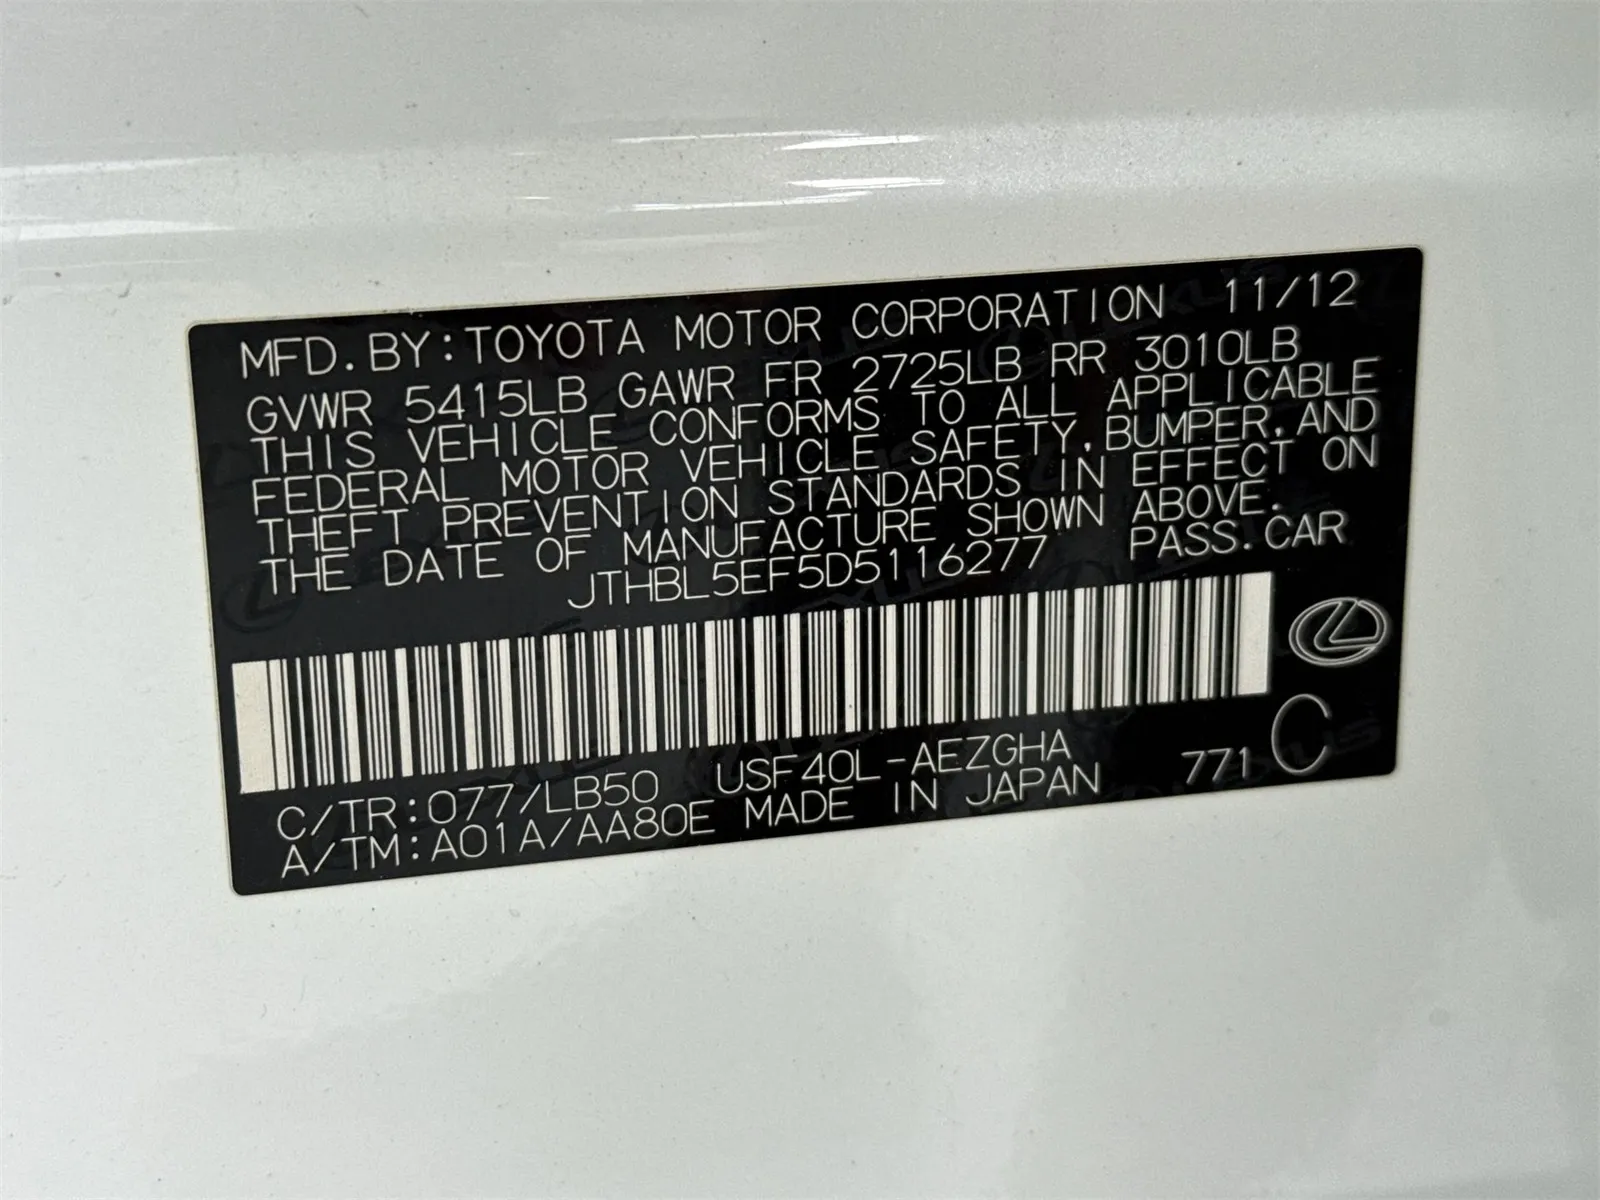 MFD. BY: TOYOTA MOTOR CORPORATION 11/12
GVWR 5415LB GAWR FR 2725LB RR 3010LB
THIS VEHICLE CONFORMS TO ALL APPLICABLE
FEDERAL MOTOR VEHICLE SAFETY, BUMPER, AND
THEFT PREVENTION STANDARDS IN EFFECT ON
THE DATE OF MANUFACTURE SHOWN ABOVE.
JTHBL5EF5D5116277 PASS. CAR
C/TR: 077/LB50 USF40L-AEZGHA 771 C
A/TM: A01A/AA80E MADE IN JAPAN